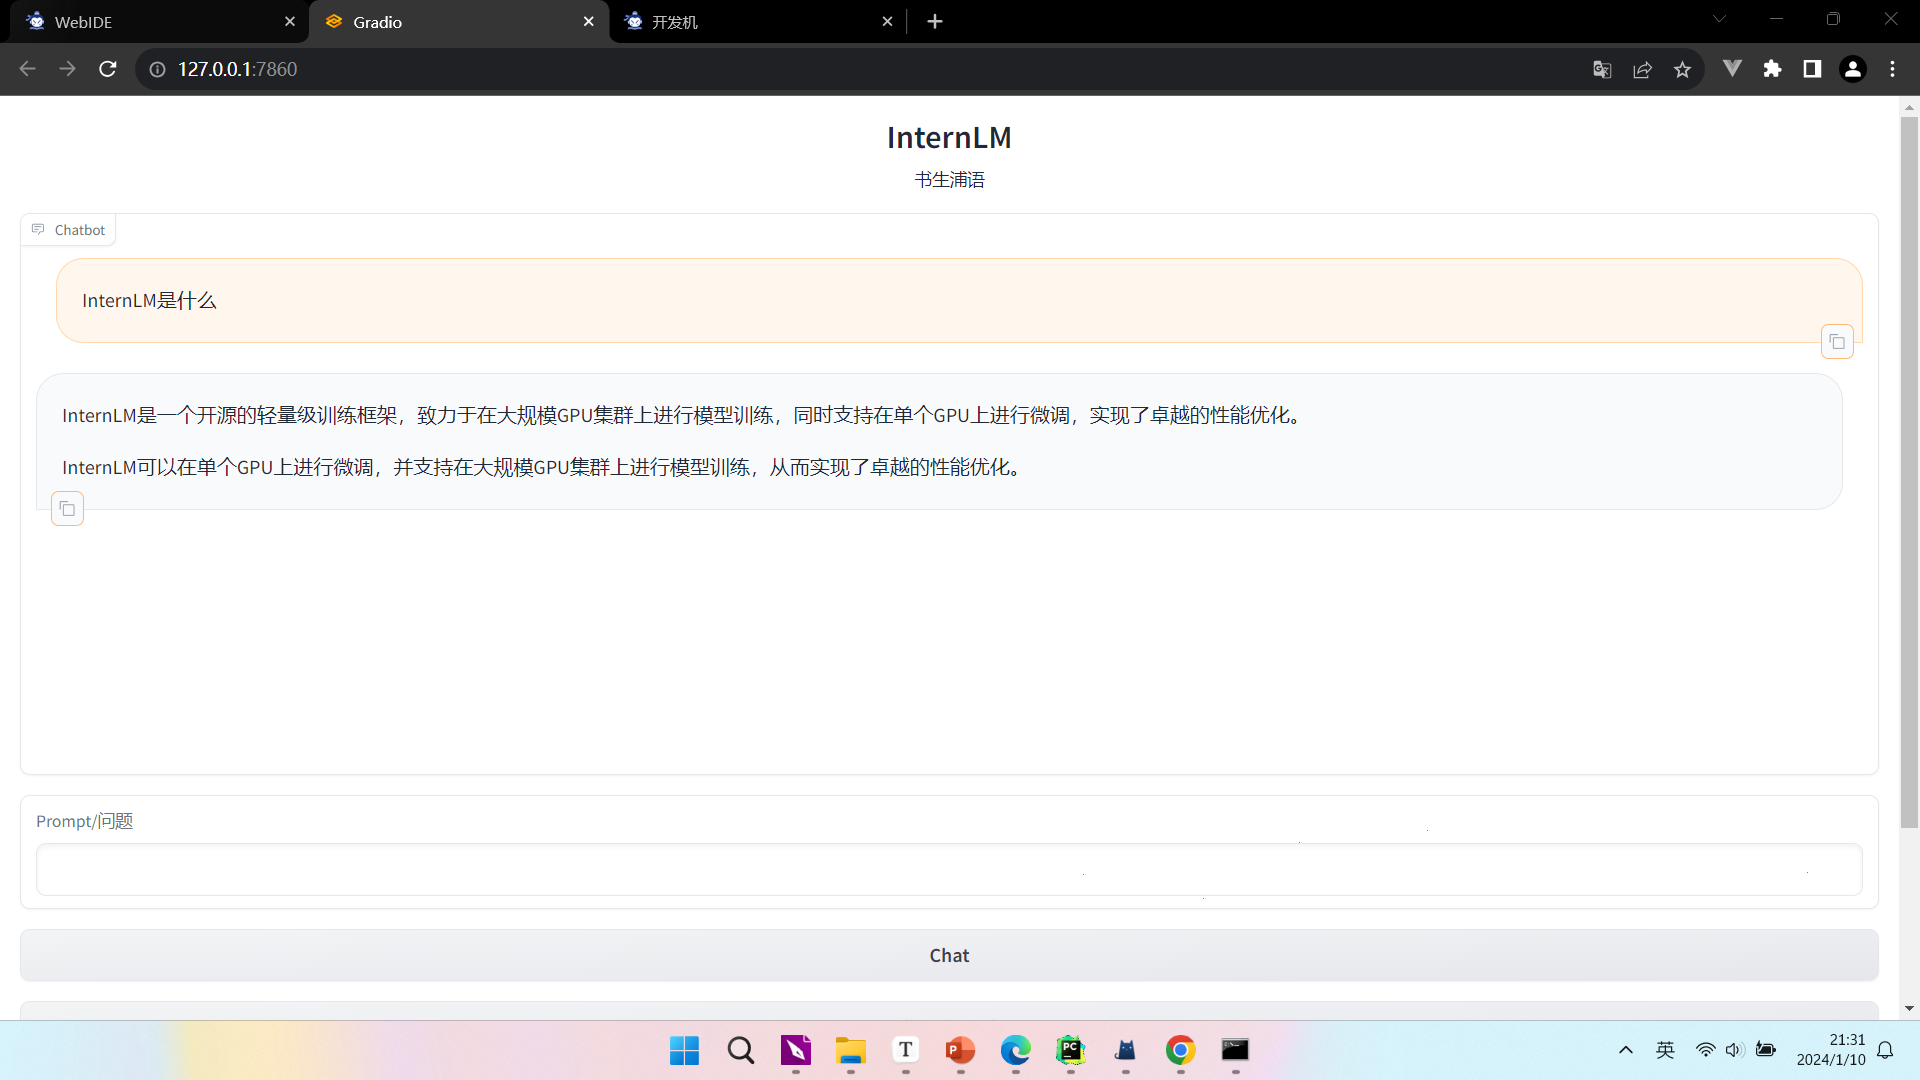 WebIDE
Gradio
开发机
127.0.0.1:7860
InternLM
书生浦语
Chatbot
InternLM是什么
InternLM是一个开源的轻量级训练框架，致力于在大规模GPU集群上进行模型训练，同时支持在单个GPU上进行微调，实现了卓越的性能优化。
InternLM可以在单个GPU上进行微调，并支持在大规模GPU集群上进行模型训练，从而实现了卓越的性能优化。
Prompt/问题
Chat
英
21:31
2024/1/10